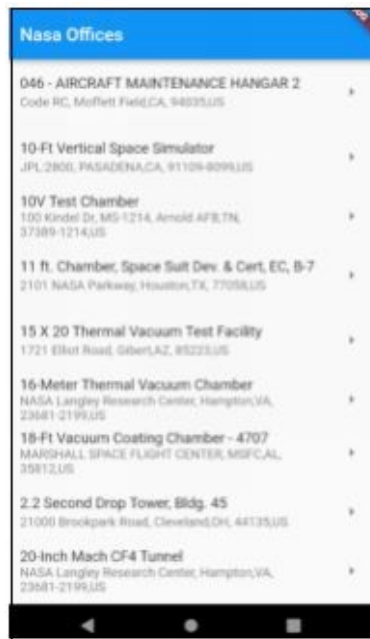 Nasa Offices
046 - AIRCRAFT MAINTENANCE HANGAR 2
Code RC, Moffett Field,CA, 94035,US
10-Ft Vertical Space Simulator
JPL:2800, PASADENA,CA, 91109-8099,US
10V Test Chamber
100 Kindel Dr, MS-1214, Arnold AFB,TN,
37389-1214,US
11 ft. Chamber, Space Suit Dev. & Cert, EC, B-7
2101 NASA Parkway, Houston,TX, 77058,US
15 X 20 Thermal Vacuum Test Facility
1721 Elliot Road, Gibert,AZ, 85223,US
16-Meter Thermal Vacuum Chamber
NASA Langley Research Center, Hampton,VA,
23681-2199,US
18-Ft Vacuum Coating Chamber - 4707
MARSHALL SPACE FLIGHT CENTER, MSFC,AL,
35812,US
2.2 Second Drop Tower, Bldg. 45
21000 Brookpark Road, Cleveland,OH, 44135,US
20-Inch Mach CF4 Tunnel
NASA Langley Research Center, Hampton,VA,
23681-2199,US